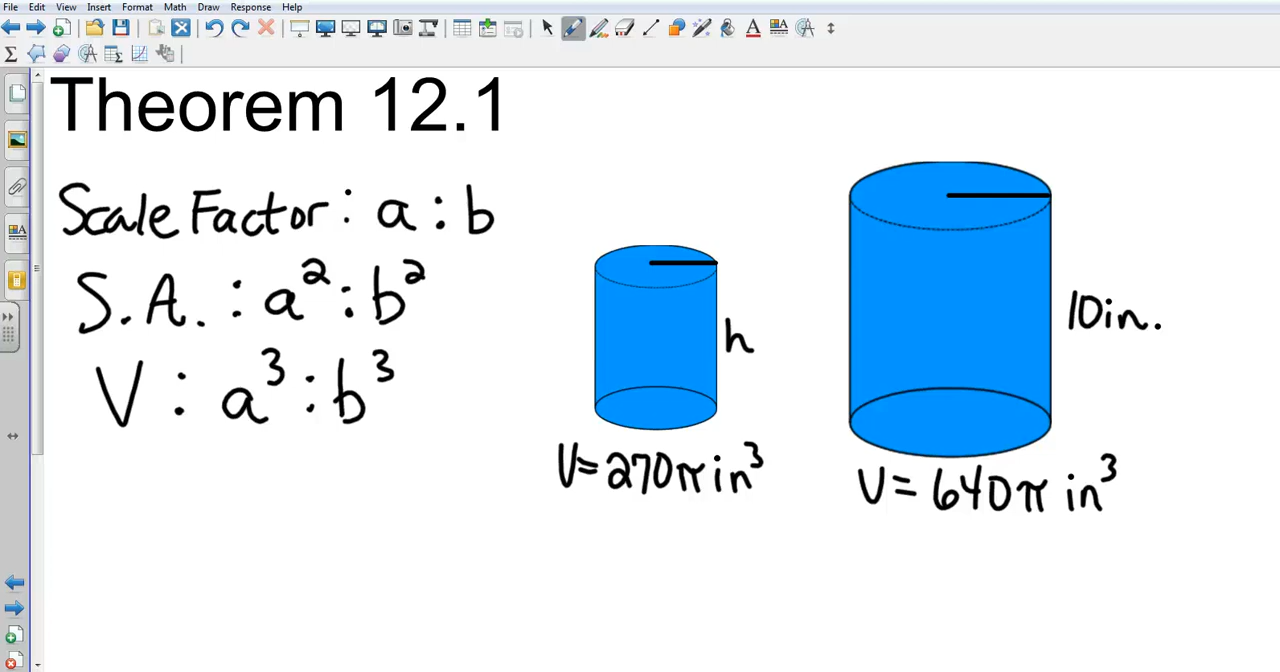 File Edit View Insert Format Math Draw Response Help
Theorem 12.1
Scale Factor: a:b
S.A.: a²:b²
V: a³:b³
h
V=270π in³
10in.
V=640π in³